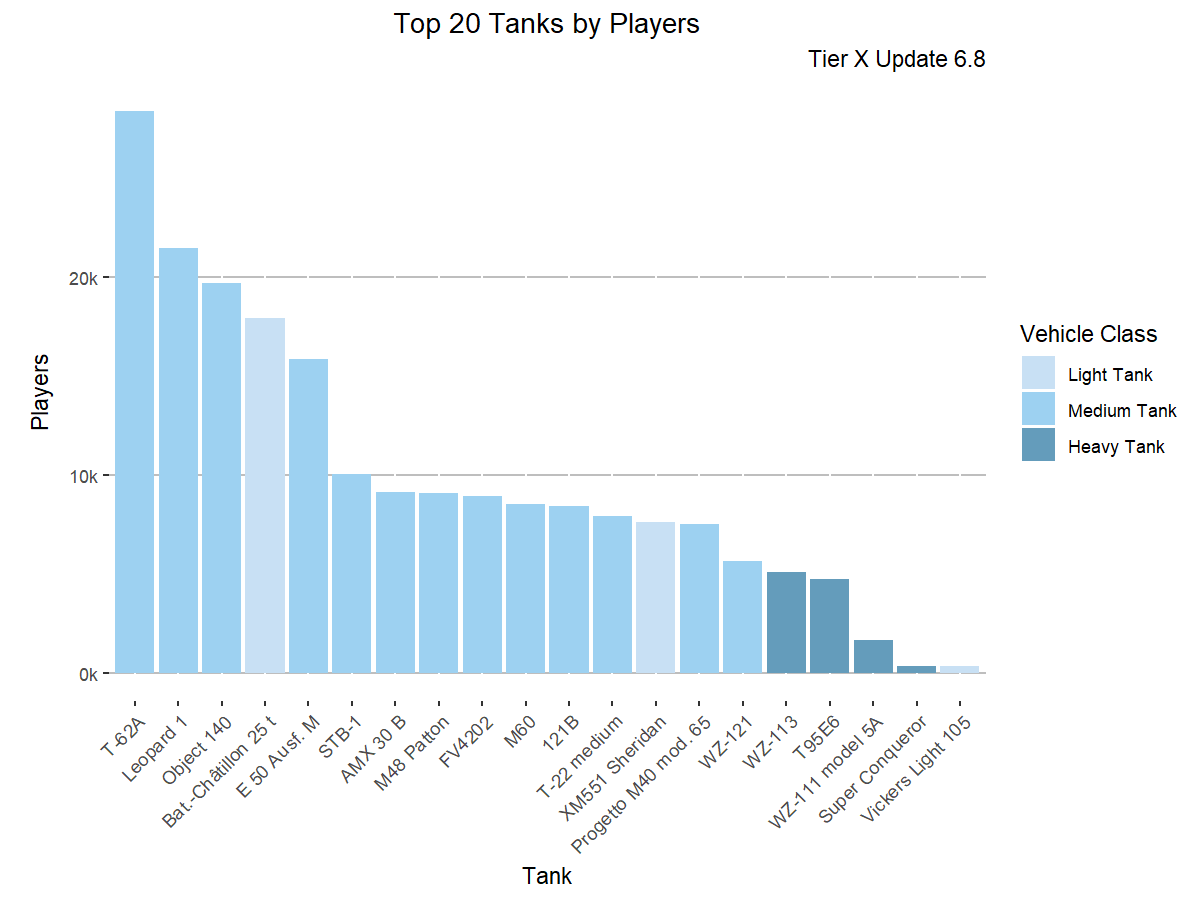 Top 20 Tanks by Players
Tier X Update 6.8
Players
20k
10k
0k
T-62A
Leopard 1
Object 140
Bat.-Châtillon 25 t
E 50 Ausf. M
STB-1
AMX 30 B
M48 Patton
FV4202
M60
121B
T-22 medium
XM551 Sheridan
Progetto M40 mod. 65
WZ-121
WZ-113
T95E6
WZ-111 model 5A
Super Conqueror
Vickers Light 105
Tank
Vehicle Class
Light Tank
Medium Tank
Heavy Tank